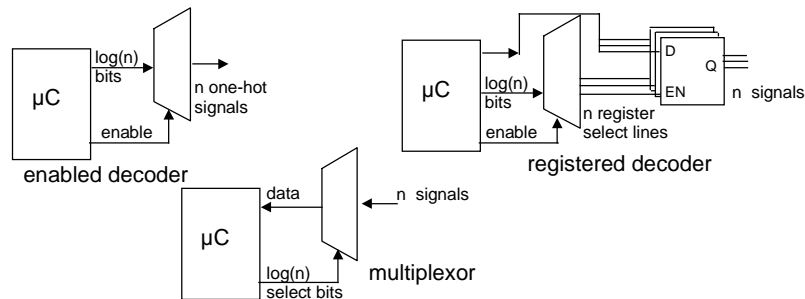 µC
log(n)
bits
enable
n one-hot
signals
enabled decoder
µC
log(n)
bits
enable
n register
select lines
D
Q
EN
n signals
registered decoder
µC
data
log(n)
select bits
n signals
multiplexor